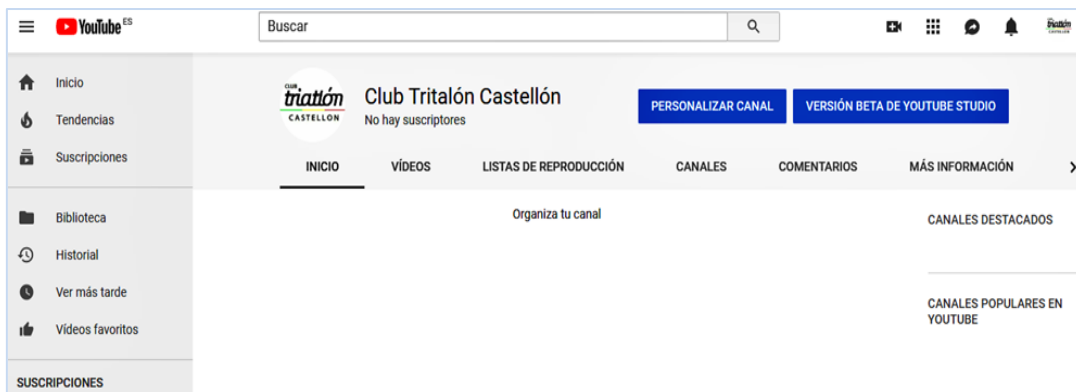 YouTube ES
Buscar
triatlón
CASTELLON
Inicio
Tendencias
Suscripciones
Biblioteca
Historial
Ver más tarde
Vídeos favoritos
SUSCRIPCIONES
CLUB
triatlón
CASTELLON
Club Tritalón Castellón
No hay suscriptores
PERSONALIZAR CANAL
VERSIÓN BETA DE YOUTUBE STUDIO
INICIO VÍDEOS LISTAS DE REPRODUCCIÓN CANALES COMENTARIOS MÁS INFORMACIÓN
Organiza tu canal
CANALES DESTACADOS
CANALES POPULARES EN
YOUTUBE